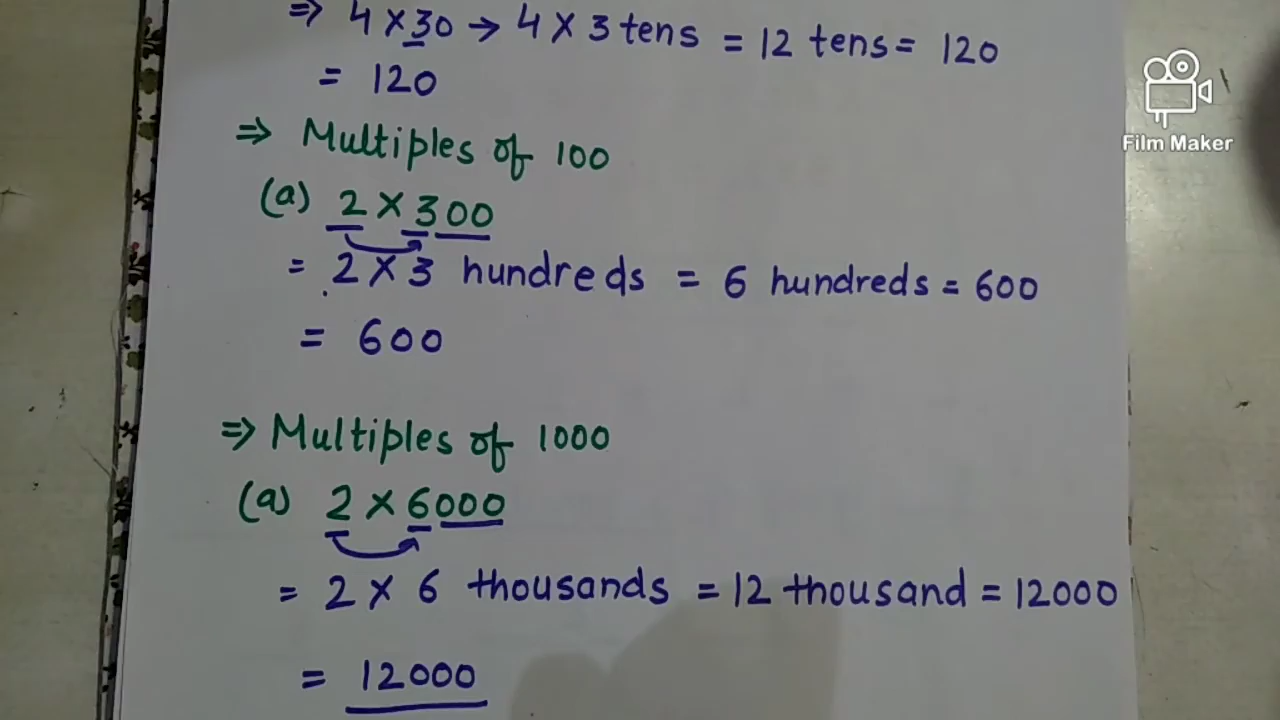 ⇒ 4 × 30 → 4 × 3 tens = 12 tens = 120
= 120
⇒ Multiples of 100
(a) 2 × 300
= 2 × 3 hundreds = 6 hundreds = 600
= 600
⇒ Multiples of 1000
(a) 2 × 6000
= 2 × 6 thousands = 12 thousand = 12000
= 12000
Film Maker